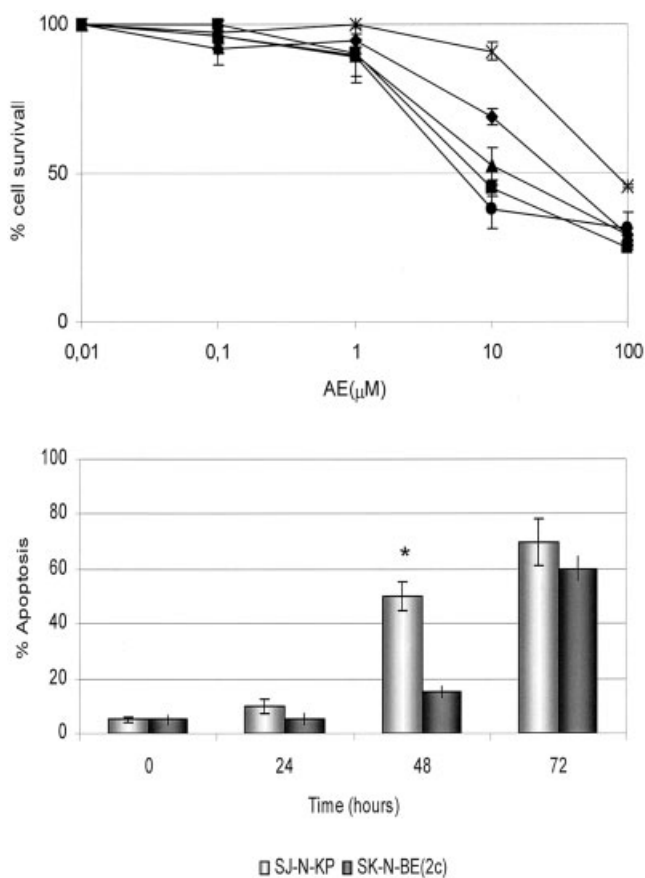 % cell survival
100
50
0
0,01 0,1 1 10 100
AE(μM)
% Apoptosis
100
80
60
40
20
0
*
0 24 48 72
Time (hours)
SJ-N-KP SK-N-BE(2c)